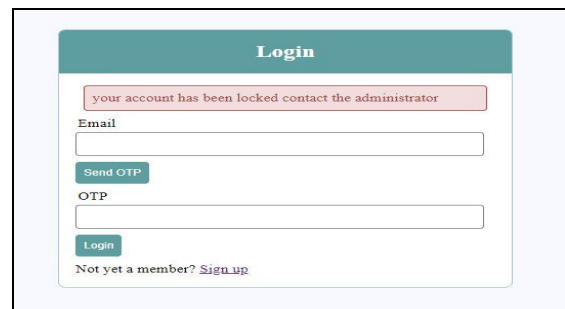 Login
your account has been locked contact the administrator
Email
Send OTP
OTP
Login
Not yet a member? Sign up